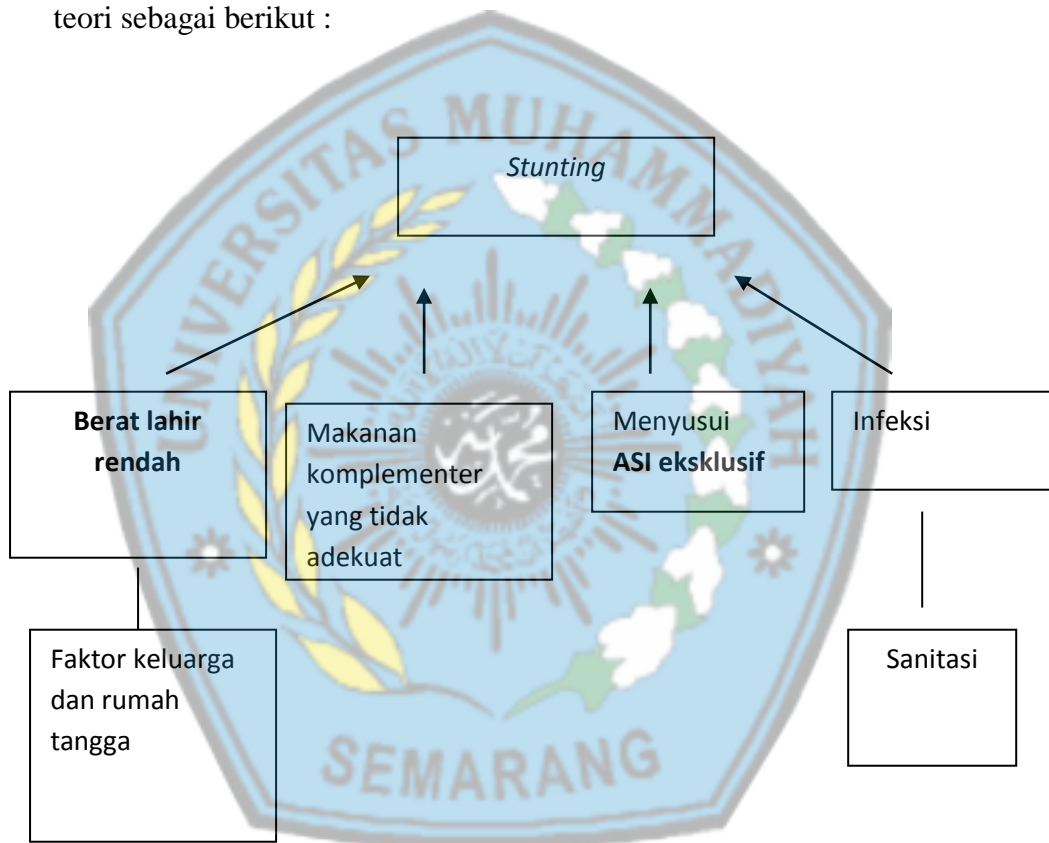 teori sebagai berikut :
UNIVERSITAS MUHAMMADIYAH
Stunting
Berat lahir
rendah
Makanan
komplementer
yang tidak
adekuat
Menyusui
ASI eksklusif
Infeksi
Faktor keluarga
dan rumah
tangga
Sanitasi
SEMARANG